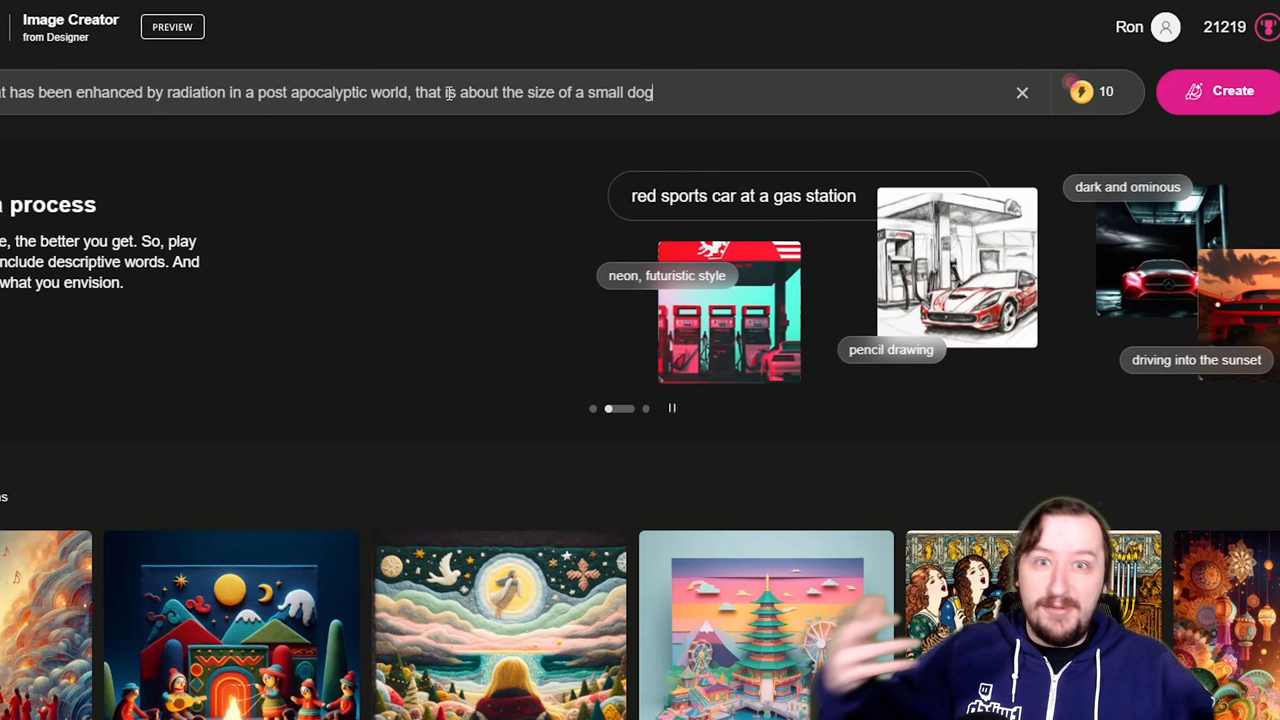 Image Creator
from Designer
PREVIEW
Ron
21219
t has been enhanced by radiation in a post apocalyptic world, that is about the size of a small dog
10
Create
process
e, the better you get. So, play
nclude descriptive words. And
what you envision.
red sports car at a gas station
dark and ominous
neon, futuristic style
pencil drawing
driving into the sunset